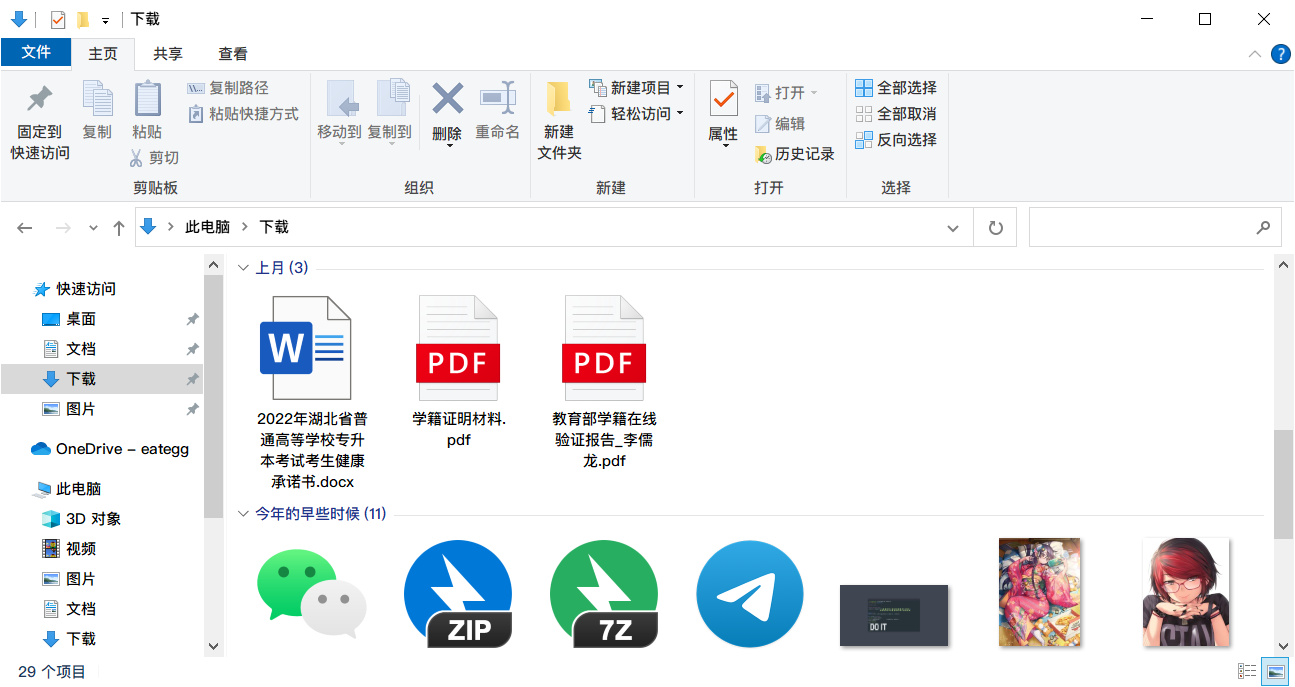 下载
文件 主页 共享 查看
?
固定到
快速访问
复制
粘贴
复制路径
粘贴快捷方式
剪切
剪贴板
移动到
复制到
删除
重命名
组织
新建
文件夹
新建项目
轻松访问
新建
属性
打开
编辑
历史记录
打开
全部选择
全部取消
反向选择
选择
此电脑 下载
快速访问
桌面
文档
下载
图片
OneDrive - eategg
此电脑
3D 对象
视频
图片
文档
下载
上月 (3)
W
PDF
PDF
2022年湖北省普
通高等学校专升
本考试考生健康
承诺书.docx
学籍证明材料.
pdf
教育部学籍在线
验证报告_李儒
龙.pdf
今年的早些时候 (11)
ZIP
7Z
DO IT
29 个项目